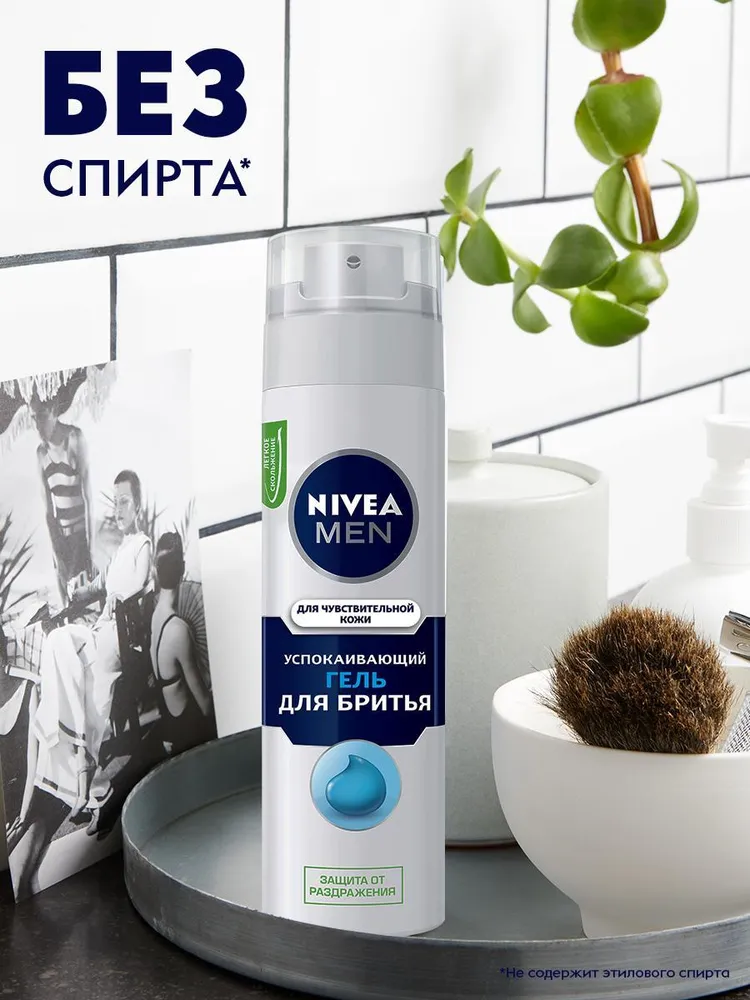 БЕЗ
СПИРТА*
ЛЕГКОЕ
СКОЛЬЖЕНИЕ
NIVEA
MEN
ДЛЯ ЧУВСТВИТЕЛЬНОЙ
КОЖИ
УСПОКАИВАЮЩИЙ
ГЕЛЬ
ДЛЯ БРИТЬЯ
ЗАЩИТА ОТ
РАЗДРАЖЕНИЯ
*Не содержит этилового спирта